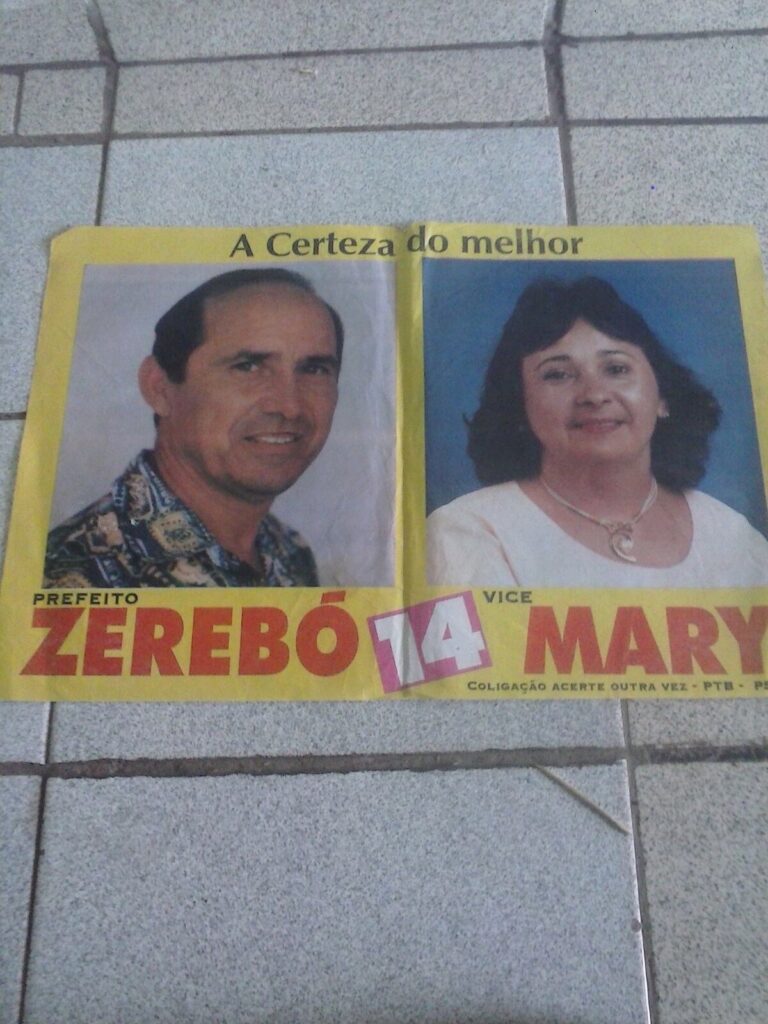 A Certeza do melhor
PREFEITO
ZEREBÓ
14
VICE
MARY
COLIGAÇÃO ACERTE OUTRA VEZ - PTB -